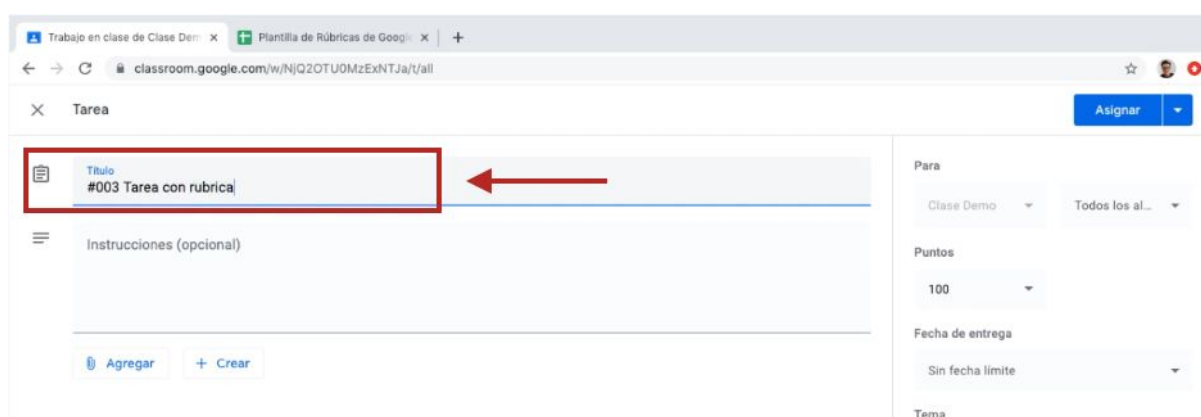 Trabajo en clase de Clase Dem
Plantilla de Rúbricas de Googl
classroom.google.com/w/NjQ2OTU0MzExNTJa/t/all
Tarea
Asignar
Título
#003 Tarea con rubrica
Instrucciones (opcional)
Agregar
Crear
Para
Clase Demo
Todos los al...
Puntos
100
Fecha de entrega
Sin fecha límite
Tema